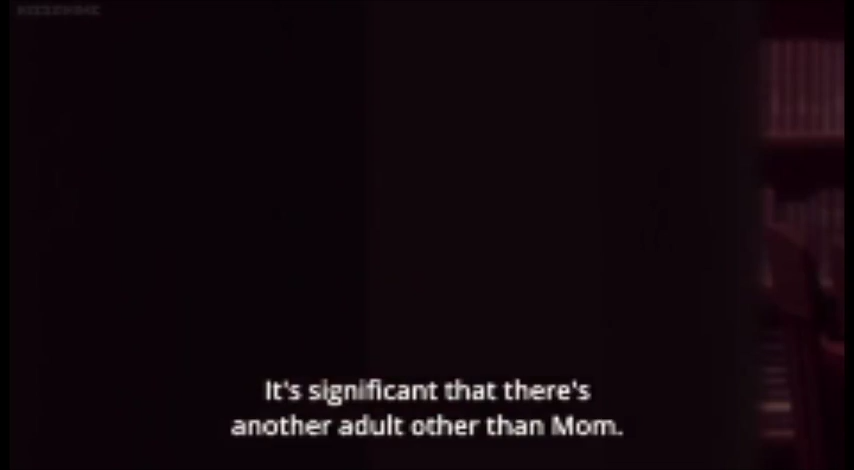 It's significant that there's
another adult other than Mom.